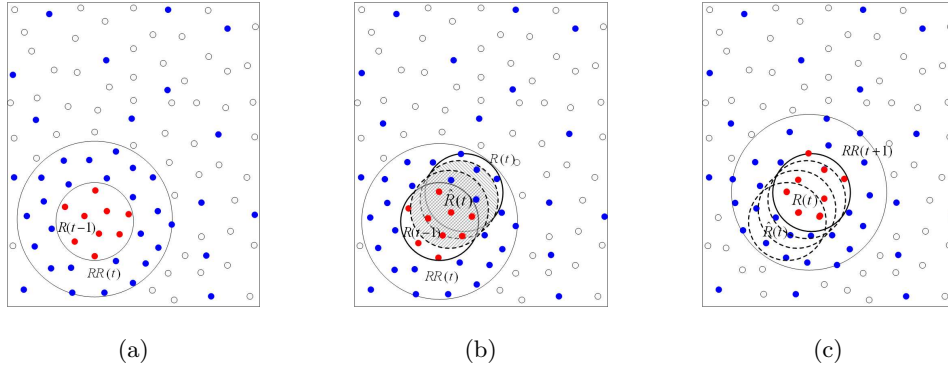 R(t−1)
RR(t)
R(t)
R̂(t)
R(t−1)
RR(t)
RR(t+1)
R(t)
R̂(t)
(a)
(b)
(c)